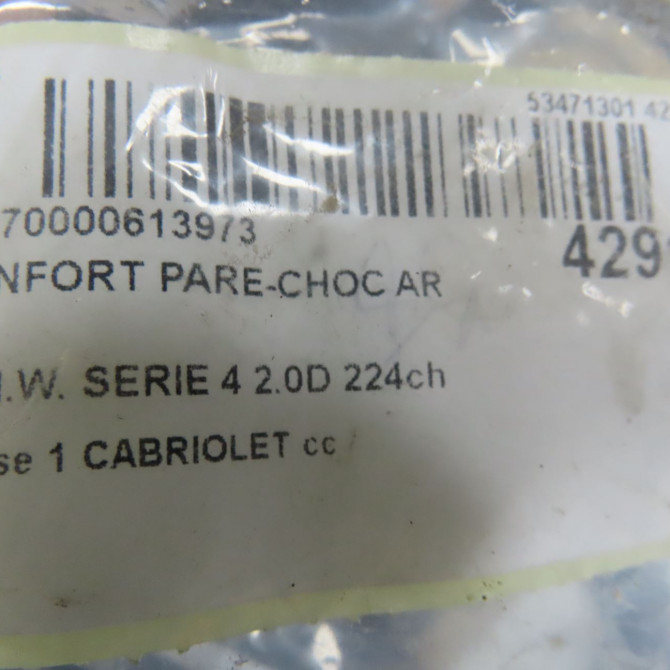 53471301 42
70000613973
429
NFORT PARE-CHOC AR
.W. SERIE 4 2.0D 224ch
se 1 CABRIOLET cc